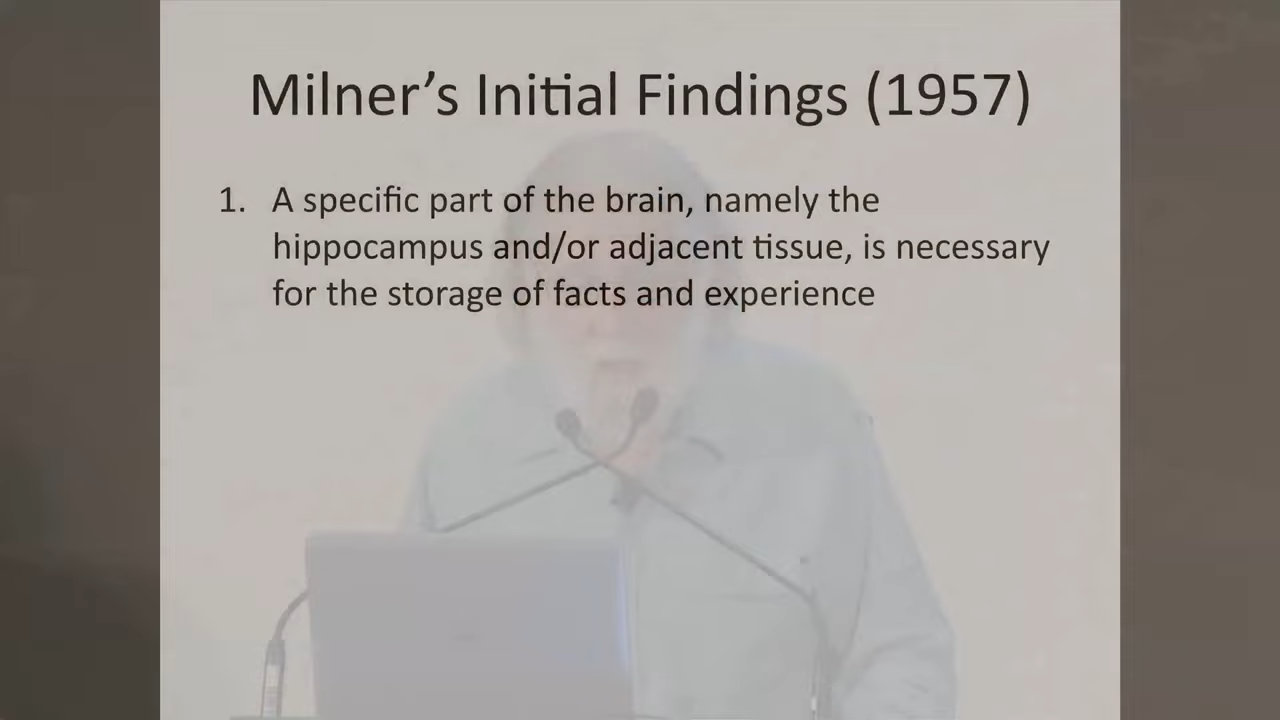 Milner's Initial Findings (1957)
1. A specific part of the brain, namely the
hippocampus and/or adjacent tissue, is necessary
for the storage of facts and experience